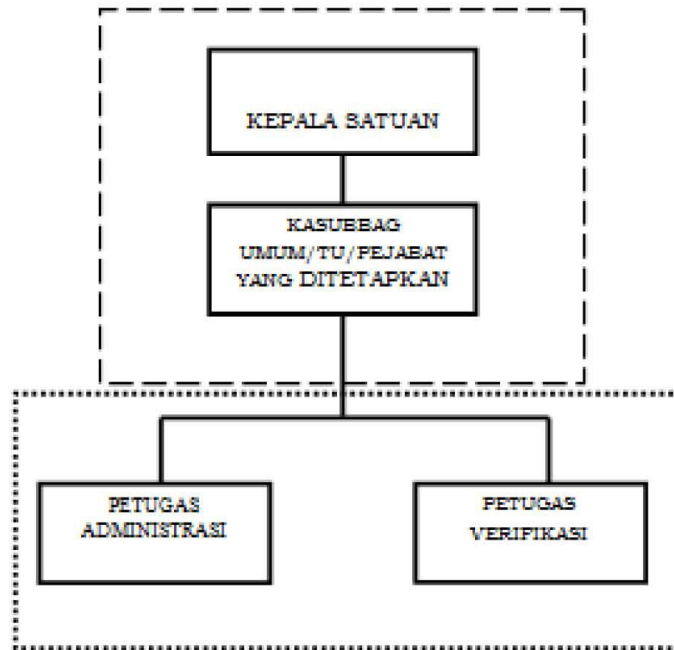 KEPALA SATUAN
KASUBBAG
UMUM/TU/PEJABAT
YANG DITETAPKAN
PETUGAS
ADMINISTRASI
PETUGAS
VERIFIKASI